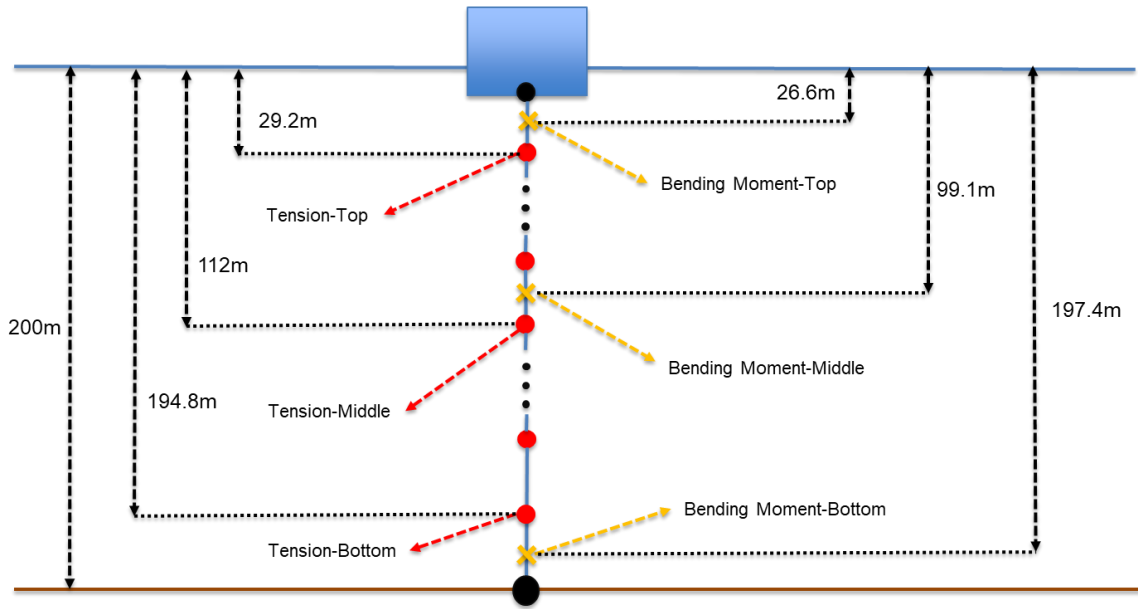 26.6m
29.2m
Bending Moment-Top
99.1m
Tension-Top
112m
197.4m
200m
Bending Moment-Middle
194.8m
Tension-Middle
Bending Moment-Bottom
Tension-Bottom